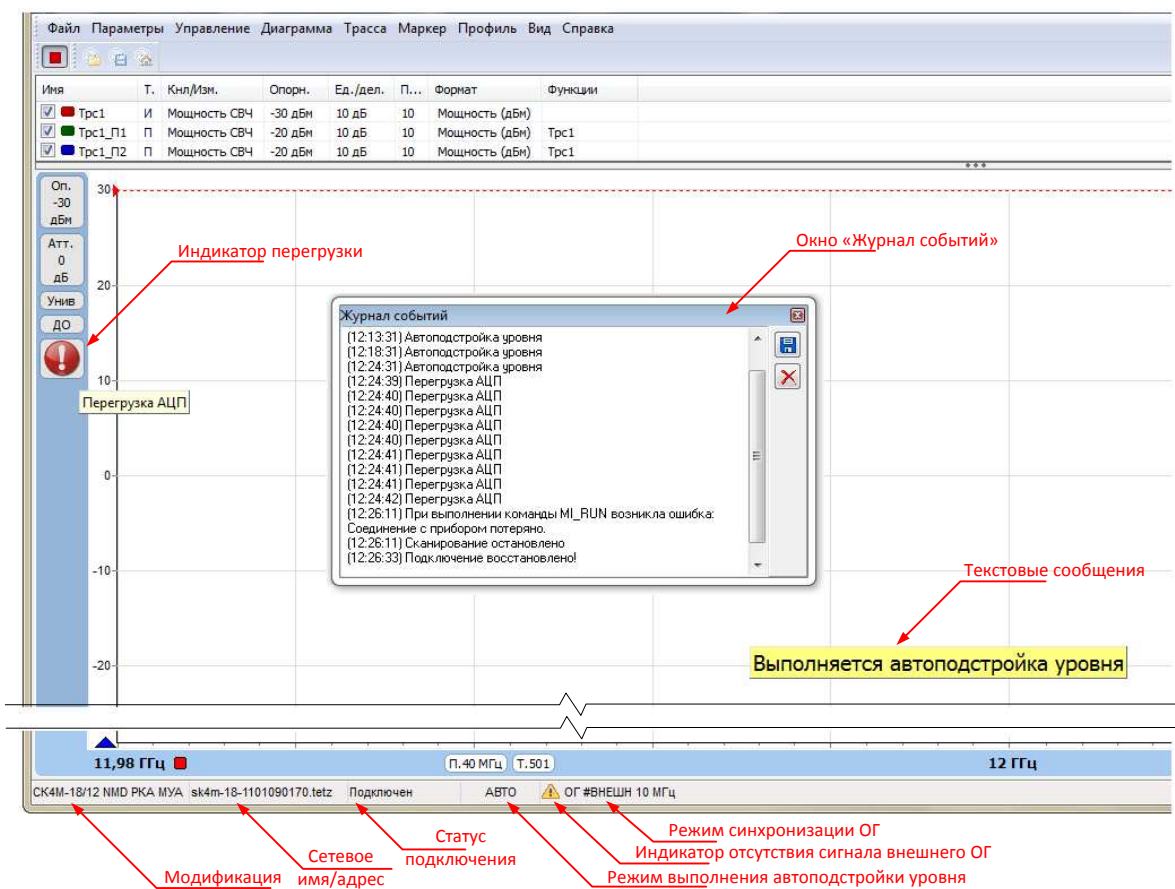 Файл Параметры Управление Диаграмма Трасса Маркер Профиль Вид Справка
Имя Т. Кнл/Изм. Опорн. Ед./дел. П... Формат Функции
Трс1 И Мощность СВЧ -30 дБм 10 дБ 10 Мощность (дБм)
Трс1_П1 П Мощность СВЧ -20 дБм 10 дБ 10 Мощность (дБм) Трс1
Трс1_П2 П Мощность СВЧ -20 дБм 10 дБ 10 Мощность (дБм) Трс1
Оп.
-30
дБм
Атт.
0
дБ
Унив
ДО
Перегрузка АЦП
30
20
10
0
-10
-20
Индикатор перегрузки
Окно «Журнал событий»
Журнал событий
(12:13:31) Автоподстройка уровня
(12:18:31) Автоподстройка уровня
(12:24:31) Автоподстройка уровня
(12:24:39) Перегрузка АЦП
(12:24:40) Перегрузка АЦП
(12:24:40) Перегрузка АЦП
(12:24:40) Перегрузка АЦП
(12:24:40) Перегрузка АЦП
(12:24:41) Перегрузка АЦП
(12:24:41) Перегрузка АЦП
(12:24:41) Перегрузка АЦП
(12:24:42) Перегрузка АЦП
(12:26:11) При выполнении команды MI_RUN возникла ошибка:
Соединение с прибором потеряно.
(12:26:11) Сканирование остановлено
(12:26:33) Подключение восстановлено!
Текстовые сообщения
Выполняется автоподстройка уровня
11,98 ГГц П.40 МГц Т.501 12 ГГц
СК4М-18/12 NMD РКА МУА sk4m-18-1101090170.tetz Подключен АВТО ОГ #ВНЕШН 10 МГц
Модификация
Сетевое
имя/адрес
Статус
подключения
Режим синхронизации ОГ
Индикатор отсутствия сигнала внешнего ОГ
Режим выполнения автоподстройки уровня